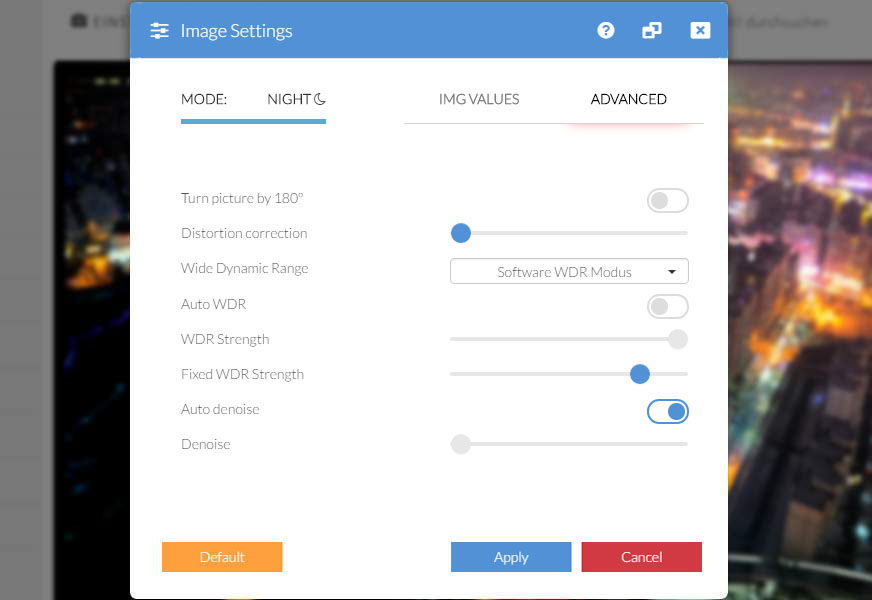 Image Settings
MODE: NIGHT
IMG VALUES
ADVANCED
Turn picture by 180°
Distortion correction
Wide Dynamic Range
Software WDR Modus
Auto WDR
WDR Strength
Fixed WDR Strength
Auto denoise
Denoise
Default
Apply
Cancel